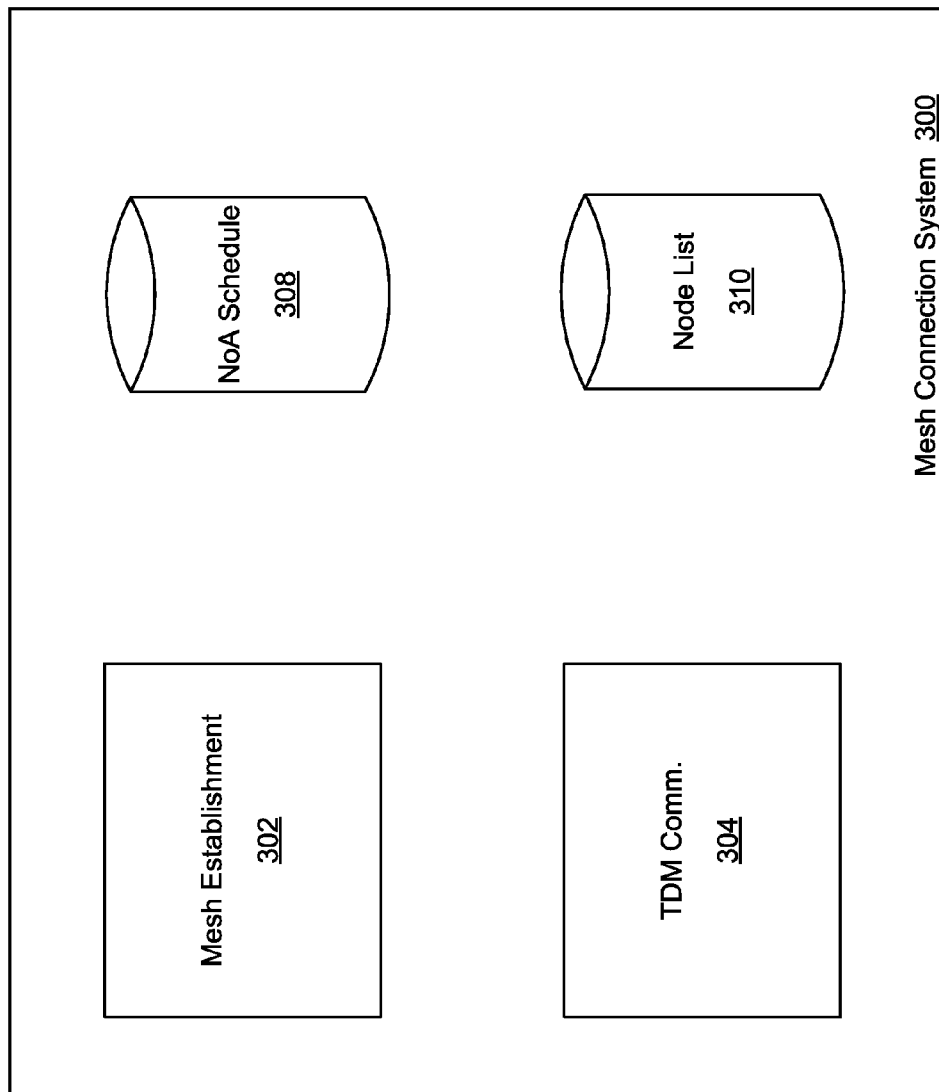 Mesh Establishment
302
NoA Schedule
308
TDM Comm.
304
Node List
310
Mesh Connection System 300